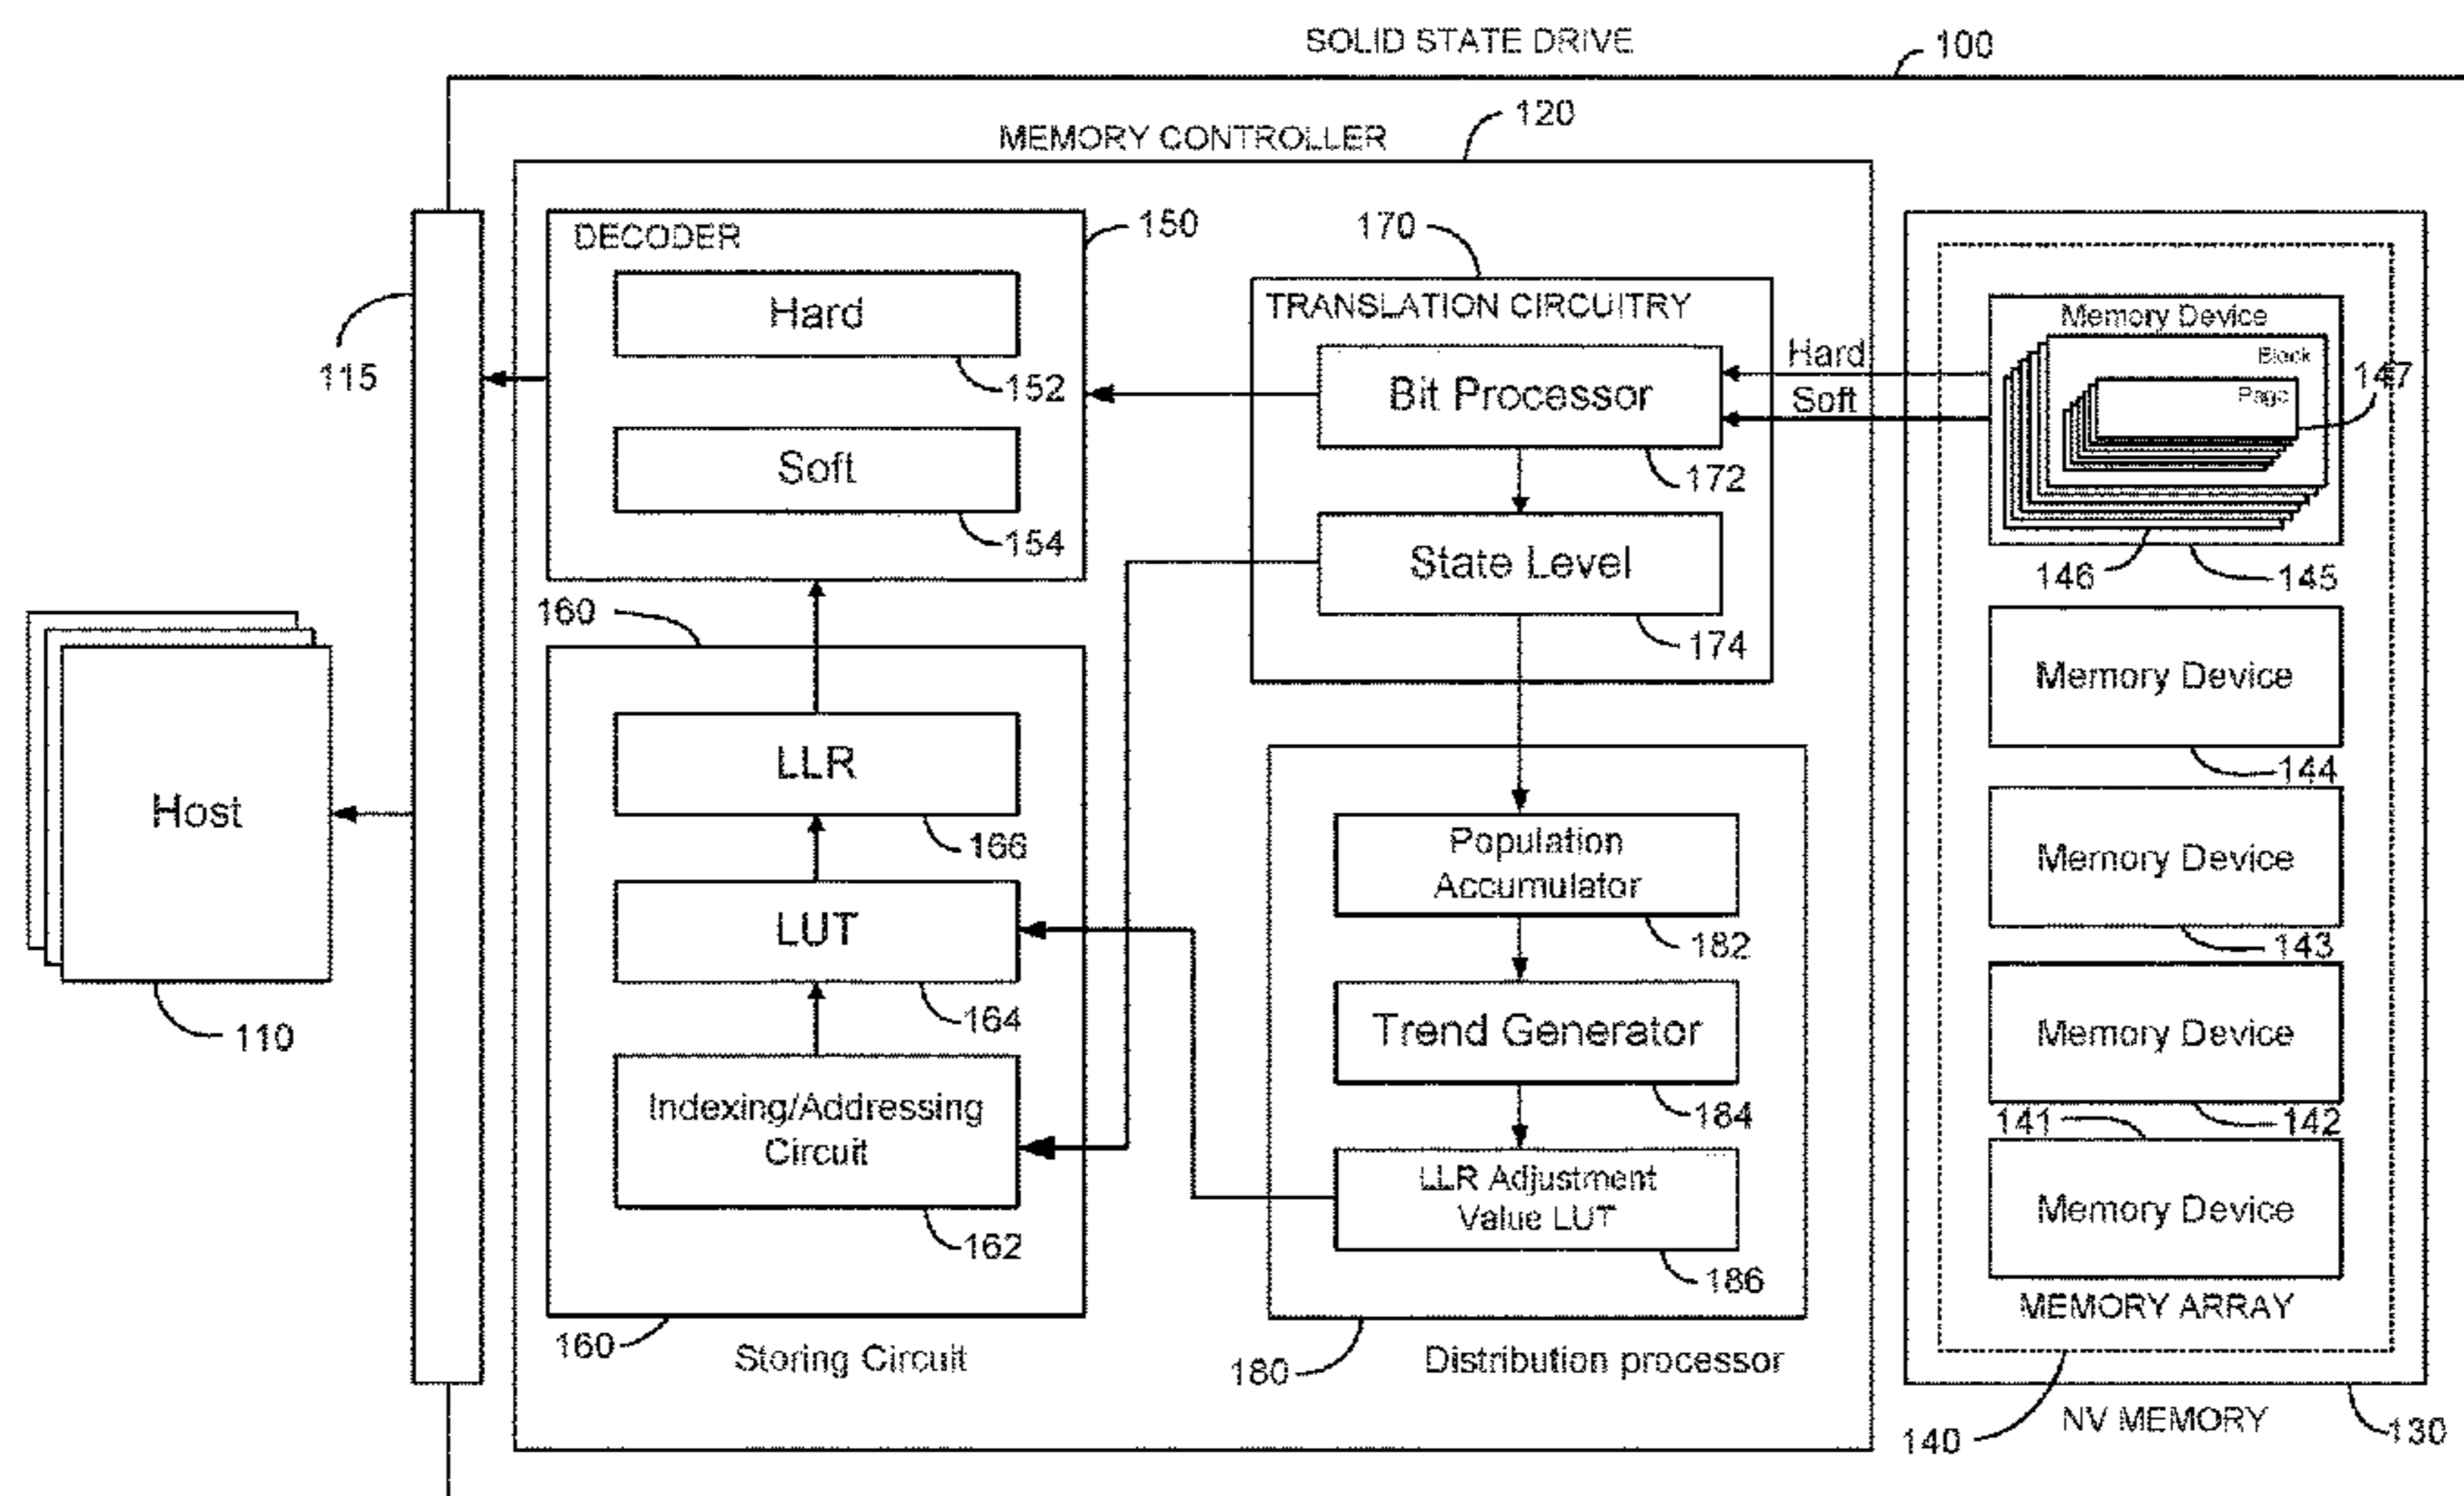 SOLID STATE DRIVE
100
MEMORY CONTROLLER
120
DECODER
150
Hard
152
Soft
154
170
TRANSLATION CIRCUITRY
Bit Processor
172
State Level
174
Hard
Soft
Memory Device
Block
147
Page
146
145
Memory Device
144
Memory Device
143
Memory Device
142
141
Memory Device
MEMORY ARRAY
140
NV MEMORY
130
115
Host
110
160
LLR
166
LUT
164
Indexing/Addressing
Circuit
162
160
Storing Circuit
Population
Accumulator
182
Trend Generator
184
LLR Adjustment
Value LUT
186
180
Distribution processor